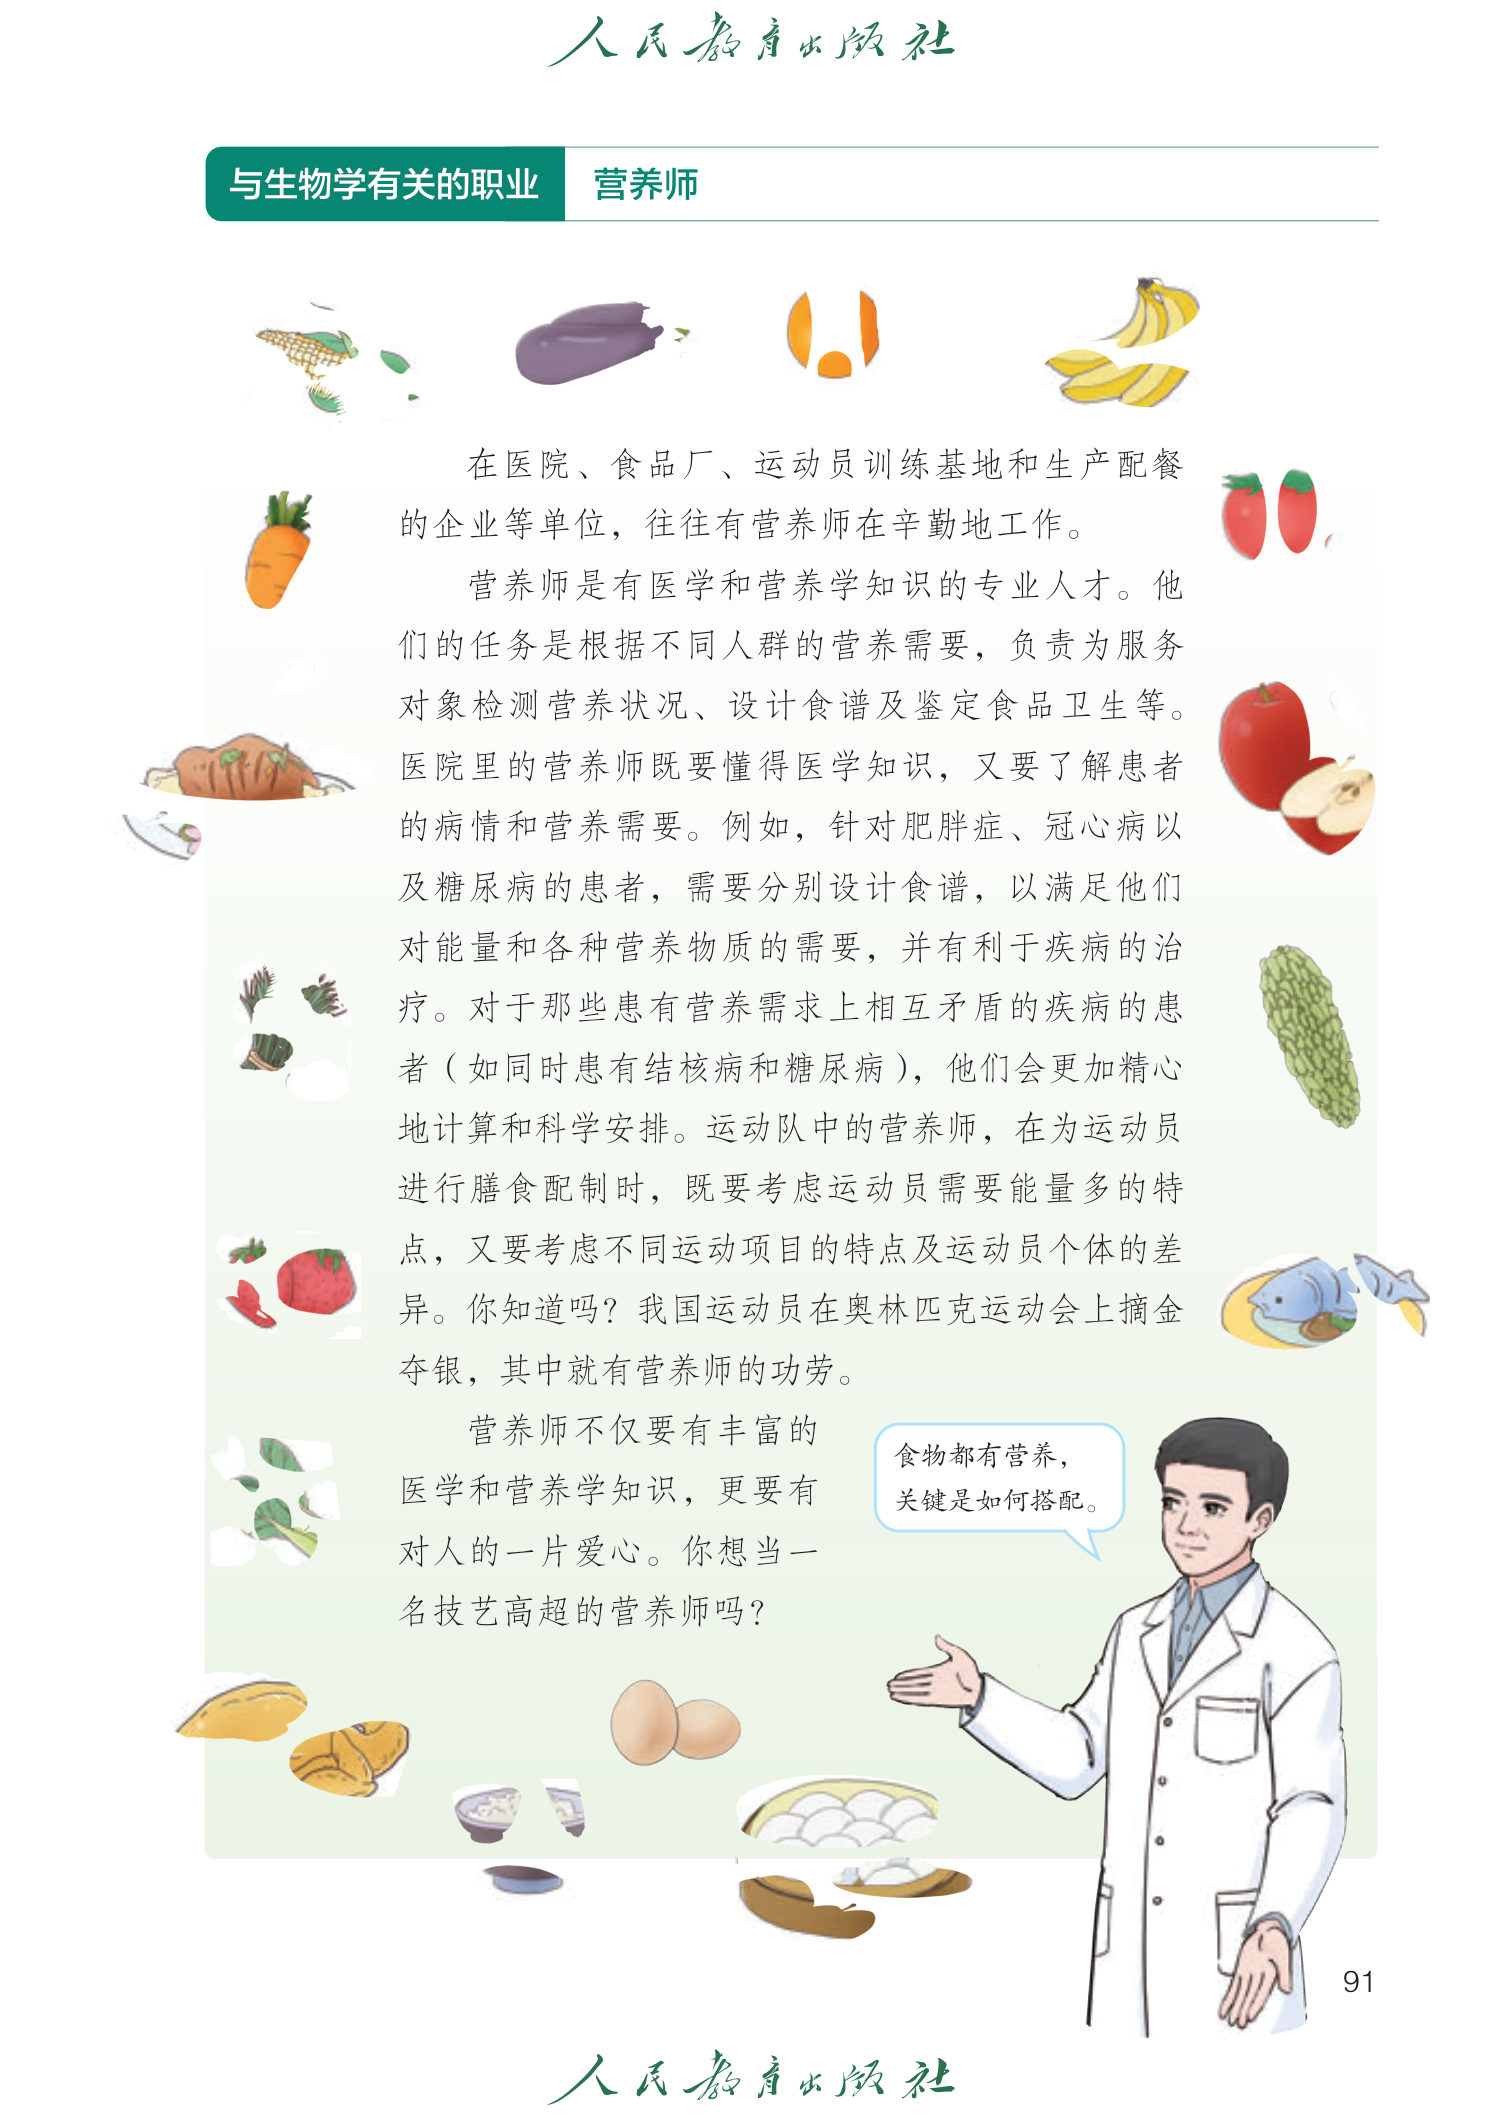 人民教育出版社
与生物学有关的职业 营养师
在医院、食品厂、运动员训练基地和生产配餐
的企业等单位，往往有营养师在辛勤地工作。
营养师是有医学和营养学知识的专业人才。他
们的任务是根据不同人群的营养需要，负责为服务
对象检测营养状况、设计食谱及鉴定食品卫生等。
医院里的营养师既要懂得医学知识，又要了解患者
的病情和营养需要。例如，针对肥胖症、冠心病以
及糖尿病的患者，需要分别设计食谱，以满足他们
对能量和各种营养物质的需要，并有利于疾病的治
疗。对于那些患有营养需求上相互矛盾的疾病的患
者（如同时患有结核病和糖尿病），他们会更加精心
地计算和科学安排。运动队中的营养师，在为运动员
进行膳食配制时，既要考虑运动员需要能量多的特
点，又要考虑不同运动项目的特点及运动员个体的差
异。你知道吗？我国运动员在奥林匹克运动会上摘金
夺银，其中就有营养师的功劳。
营养师不仅要有丰富的
医学和营养学知识，更要有
对人的一片爱心。你想当一
名技艺高超的营养师吗？
食物都有营养，
关键是如何搭配。
91
人民教育出版社